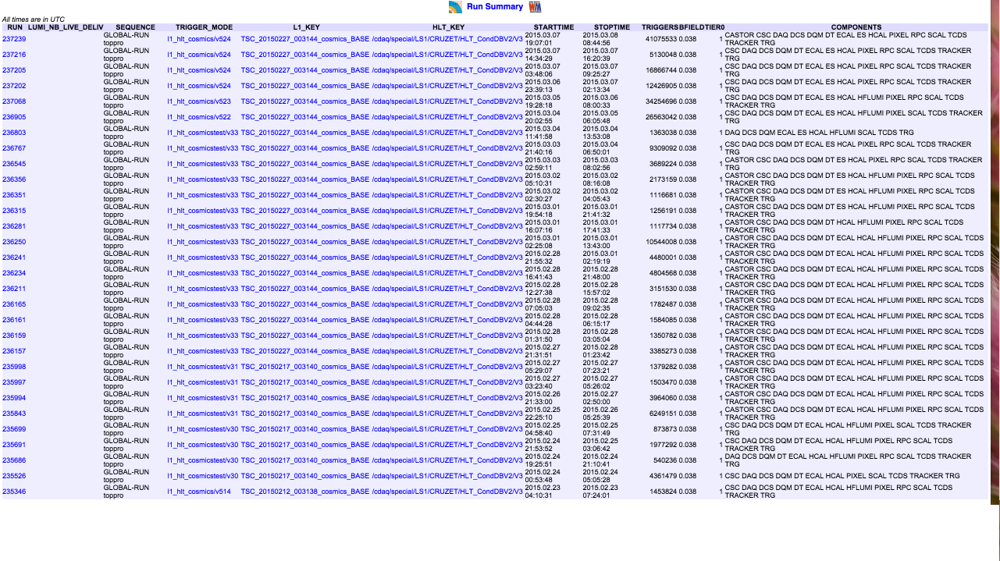 Run Summary
All times are in UTC
RUN LUMI_NB_LIVE_DELIV SEQUENCE TRIGGER_MODE L1_KEY HLT_KEY STARTTIME STOPTIME TRIGGERSBFIELDTIER0 COMPONENTS
237239 GLOBAL-RUN toppro l1_hlt_cosmics/v524 TSC_20150227_003144_cosmics_BASE /cdaq/special/LS1/CRUZET/HLT_CondDBV2/V3 2015.03.07 19:07:01 2015.03.08 08:44:56 41075533 0.038 1 CASTOR CSC DAQ DCS DQM DT ECAL ES HCAL PIXEL RPC SCAL TCDS TRACKER TRG
237216 GLOBAL-RUN toppro l1_hlt_cosmics/v524 TSC_20150227_003144_cosmics_BASE /cdaq/special/LS1/CRUZET/HLT_CondDBV2/V3 2015.03.07 14:34:29 2015.03.07 16:20:39 5130048 0.038 1 CSC DAQ DCS DQM DT ECAL ES HCAL PIXEL RPC SCAL TCDS TRACKER TRG
237205 GLOBAL-RUN toppro l1_hlt_cosmics/v524 TSC_20150227_003144_cosmics_BASE /cdaq/special/LS1/CRUZET/HLT_CondDBV2/V3 2015.03.07 03:48:06 2015.03.07 09:25:27 16866744 0.038 1 CSC DAQ DCS DQM DT ECAL ES HCAL PIXEL RPC SCAL TCDS TRACKER TRG
237202 GLOBAL-RUN toppro l1_hlt_cosmics/v524 TSC_20150227_003144_cosmics_BASE /cdaq/special/LS1/CRUZET/HLT_CondDBV2/V3 2015.03.06 23:39:13 2015.03.07 02:13:34 12426905 0.038 1 CSC DAQ DCS DQM DT ECAL ES HCAL PIXEL RPC SCAL TCDS TRACKER TRG
237068 GLOBAL-RUN toppro l1_hlt_cosmics/v523 TSC_20150227_003144_cosmics_BASE /cdaq/special/LS1/CRUZET/HLT_CondDBV2/V3 2015.03.05 19:28:18 2015.03.06 08:00:33 34254696 0.038 1 CSC DAQ DCS DQM DT ECAL ES HCAL HFLUMI PIXEL RPC SCAL TCDS TRACKER TRG
236905 GLOBAL-RUN toppro l1_hlt_cosmics/v522 TSC_20150227_003144_cosmics_BASE /cdaq/special/LS1/CRUZET/HLT_CondDBV2/V3 2015.03.04 20:02:55 2015.03.05 06:05:48 26563042 0.038 1 CSC DAQ DCS DQM DT ECAL ES HCAL HFLUMI PIXEL SCAL TCDS TRACKER TRG
236803 GLOBAL-RUN toppro l1_hlt_cosmicstest/v33 TSC_20150227_003144_cosmics_BASE /cdaq/special/LS1/CRUZET/HLT_CondDBV2/V3 2015.03.04 11:41:58 2015.03.04 13:53:08 1363038 0.038 1 DAQ DCS DQM ECAL ES HCAL HFLUMI SCAL TCDS TRG
236767 GLOBAL-RUN toppro l1_hlt_cosmicstest/v33 TSC_20150227_003144_cosmics_BASE /cdaq/special/LS1/CRUZET/HLT_CondDBV2/V3 2015.03.03 21:40:16 2015.03.04 06:50:01 9309092 0.038 1 CSC DAQ DCS DQM DT ECAL ES HCAL PIXEL RPC SCAL TCDS TRACKER TRG
236545 GLOBAL-RUN toppro l1_hlt_cosmicstest/v33 TSC_20150227_003144_cosmics_BASE /cdaq/special/LS1/CRUZET/HLT_CondDBV2/V3 2015.03.03 02:59:11 2015.03.03 08:02:56 3689224 0.038 1 CASTOR CSC DAQ DCS DQM DT ES HCAL PIXEL RPC SCAL TCDS TRACKER TRG
236356 GLOBAL-RUN toppro l1_hlt_cosmicstest/v33 TSC_20150227_003144_cosmics_BASE /cdaq/special/LS1/CRUZET/HLT_CondDBV2/V3 2015.03.02 05:10:31 2015.03.02 08:16:08 2173159 0.038 1 CASTOR CSC DAQ DCS DQM DT ES HCAL HFLUMI PIXEL RPC SCAL TCDS TRACKER TRG
236351 GLOBAL-RUN toppro l1_hlt_cosmicstest/v33 TSC_20150227_003144_cosmics_BASE /cdaq/special/LS1/CRUZET/HLT_CondDBV2/V3 2015.03.02 02:30:27 2015.03.02 04:05:43 1116681 0.038 1 CASTOR CSC DAQ DCS DQM DT ES HCAL HFLUMI PIXEL RPC SCAL TCDS TRACKER TRG
236315 GLOBAL-RUN toppro l1_hlt_cosmicstest/v33 TSC_20150227_003144_cosmics_BASE /cdaq/special/LS1/CRUZET/HLT_CondDBV2/V3 2015.03.01 19:54:18 2015.03.01 21:41:32 1256191 0.038 1 CASTOR CSC DAQ DCS DQM DT ES HCAL HFLUMI PIXEL RPC SCAL TCDS TRACKER TRG
236281 GLOBAL-RUN toppro l1_hlt_cosmicstest/v33 TSC_20150227_003144_cosmics_BASE /cdaq/special/LS1/CRUZET/HLT_CondDBV2/V3 2015.03.01 16:07:16 2015.03.01 17:41:33 1117734 0.038 1 CASTOR CSC DAQ DCS DQM DT HCAL HFLUMI PIXEL RPC SCAL TCDS TRACKER TRG
236250 GLOBAL-RUN toppro l1_hlt_cosmicstest/v33 TSC_20150227_003144_cosmics_BASE /cdaq/special/LS1/CRUZET/HLT_CondDBV2/V3 2015.03.01 02:25:08 2015.03.01 13:43:00 10544008 0.038 1 CASTOR CSC DAQ DCS DQM DT ECAL HCAL HFLUMI PIXEL RPC SCAL TCDS TRACKER TRG
236241 GLOBAL-RUN toppro l1_hlt_cosmicstest/v33 TSC_20150227_003144_cosmics_BASE /cdaq/special/LS1/CRUZET/HLT_CondDBV2/V3 2015.02.28 21:55:32 2015.03.01 02:19:19 4480001 0.038 1 CASTOR CSC DAQ DCS DQM DT ECAL HCAL HFLUMI PIXEL RPC SCAL TCDS TRACKER TRG
236234 GLOBAL-RUN toppro l1_hlt_cosmicstest/v33 TSC_20150227_003144_cosmics_BASE /cdaq/special/LS1/CRUZET/HLT_CondDBV2/V3 2015.02.28 16:41:43 2015.02.28 21:48:00 4804568 0.038 1 CASTOR CSC DAQ DCS DQM DT ECAL HCAL HFLUMI PIXEL RPC SCAL TCDS TRACKER TRG
236211 GLOBAL-RUN toppro l1_hlt_cosmicstest/v33 TSC_20150227_003144_cosmics_BASE /cdaq/special/LS1/CRUZET/HLT_CondDBV2/V3 2015.02.28 12:27:38 2015.02.28 15:57:02 3151530 0.038 1 CASTOR CSC DAQ DCS DQM DT ECAL HCAL HFLUMI PIXEL RPC SCAL TCDS TRACKER TRG
236165 GLOBAL-RUN toppro l1_hlt_cosmicstest/v33 TSC_20150227_003144_cosmics_BASE /cdaq/special/LS1/CRUZET/HLT_CondDBV2/V3 2015.02.28 07:05:03 2015.02.28 09:02:35 1782487 0.038 1 CASTOR CSC DAQ DCS DQM DT ECAL HCAL HFLUMI PIXEL RPC SCAL TCDS TRACKER TRG
236161 GLOBAL-RUN toppro l1_hlt_cosmicstest/v33 TSC_20150227_003144_cosmics_BASE /cdaq/special/LS1/CRUZET/HLT_CondDBV2/V3 2015.02.28 04:44:28 2015.02.28 06:15:17 1584085 0.038 1 CASTOR CSC DAQ DCS DQM DT ECAL HCAL HFLUMI PIXEL RPC SCAL TCDS TRACKER TRG
236159 GLOBAL-RUN toppro l1_hlt_cosmicstest/v33 TSC_20150227_003144_cosmics_BASE /cdaq/special/LS1/CRUZET/HLT_CondDBV2/V3 2015.02.28 01:31:50 2015.02.28 03:05:04 1350782 0.038 1 CASTOR CSC DAQ DCS DQM DT ECAL HCAL HFLUMI PIXEL RPC SCAL TCDS TRACKER TRG
236157 GLOBAL-RUN toppro l1_hlt_cosmicstest/v33 TSC_20150227_003144_cosmics_BASE /cdaq/special/LS1/CRUZET/HLT_CondDBV2/V3 2015.02.27 21:31:51 2015.02.28 01:23:42 3385273 0.038 1 CASTOR CSC DAQ DCS DQM DT ECAL HCAL HFLUMI PIXEL RPC SCAL TCDS TRACKER TRG
235998 GLOBAL-RUN toppro l1_hlt_cosmicstest/v31 TSC_20150217_003140_cosmics_BASE /cdaq/special/LS1/CRUZET/HLT_CondDBV2/V3 2015.02.27 05:29:07 2015.02.27 07:23:21 1379282 0.038 1 CASTOR CSC DAQ DCS DQM DT ECAL HCAL HFLUMI PIXEL RPC SCAL TCDS TRACKER TRG
235997 GLOBAL-RUN toppro l1_hlt_cosmicstest/v31 TSC_20150217_003140_cosmics_BASE /cdaq/special/LS1/CRUZET/HLT_CondDBV2/V3 2015.02.27 03:23:40 2015.02.27 05:26:02 1503470 0.038 1 CASTOR CSC DAQ DCS DQM DT ECAL HCAL HFLUMI PIXEL RPC SCAL TCDS TRACKER TRG
235994 GLOBAL-RUN toppro l1_hlt_cosmicstest/v31 TSC_20150217_003140_cosmics_BASE /cdaq/special/LS1/CRUZET/HLT_CondDBV2/V3 2015.02.26 21:33:00 2015.02.27 02:50:00 3964060 0.038 1 CASTOR CSC DAQ DCS DQM DT ECAL HCAL HFLUMI PIXEL RPC SCAL TCDS TRACKER TRG
235843 GLOBAL-RUN toppro l1_hlt_cosmicstest/v31 TSC_20150217_003140_cosmics_BASE /cdaq/special/LS1/CRUZET/HLT_CondDBV2/V3 2015.02.25 22:25:10 2015.02.26 05:25:39 6249151 0.038 1 CASTOR CSC DAQ DCS DQM DT ECAL HCAL HFLUMI PIXEL RPC SCAL TCDS TRACKER TRG
235699 GLOBAL-RUN toppro l1_hlt_cosmicstest/v30 TSC_20150217_003140_cosmics_BASE /cdaq/special/LS1/CRUZET/HLT_CondDBV2/V3 2015.02.25 04:58:40 2015.02.25 07:31:49 873873 0.038 1 CSC DAQ DCS DQM DT ECAL HCAL HFLUMI PIXEL SCAL TCDS TRACKER TRG
235691 GLOBAL-RUN toppro l1_hlt_cosmicstest/v30 TSC_20150217_003140_cosmics_BASE /cdaq/special/LS1/CRUZET/HLT_CondDBV2/V3 2015.02.24 21:53:52 2015.02.25 03:06:42 1977292 0.038 1 CSC DAQ DCS DQM DT ECAL HCAL HFLUMI PIXEL RPC SCAL TCDS TRACKER TRG
235686 GLOBAL-RUN toppro l1_hlt_cosmicstest/v30 TSC_20150217_003140_cosmics_BASE /cdaq/special/LS1/CRUZET/HLT_CondDBV2/V3 2015.02.24 19:25:51 2015.02.24 21:10:41 540236 0.038 1 DAQ DCS DQM DT ECAL HCAL HFLUMI PIXEL RPC SCAL TCDS TRACKER TRG
235526 GLOBAL-RUN toppro l1_hlt_cosmicstest/v30 TSC_20150217_003140_cosmics_BASE /cdaq/special/LS1/CRUZET/HLT_CondDBV2/V3 2015.02.24 00:53:48 2015.02.24 05:05:28 4361479 0.038 1 CSC DAQ DCS DQM DT ECAL HCAL PIXEL SCAL TCDS TRACKER TRG
235346 GLOBAL-RUN toppro l1_hlt_cosmics/v514 TSC_20150212_003138_cosmics_BASE /cdaq/special/LS1/CRUZET/HLT_CondDBV2/V3 2015.02.23 04:10:31 2015.02.23 07:24:01 1453824 0.038 1 CSC DAQ DCS DQM DT ECAL HCAL HFLUMI PIXEL RPC SCAL TCDS TRACKER TRG